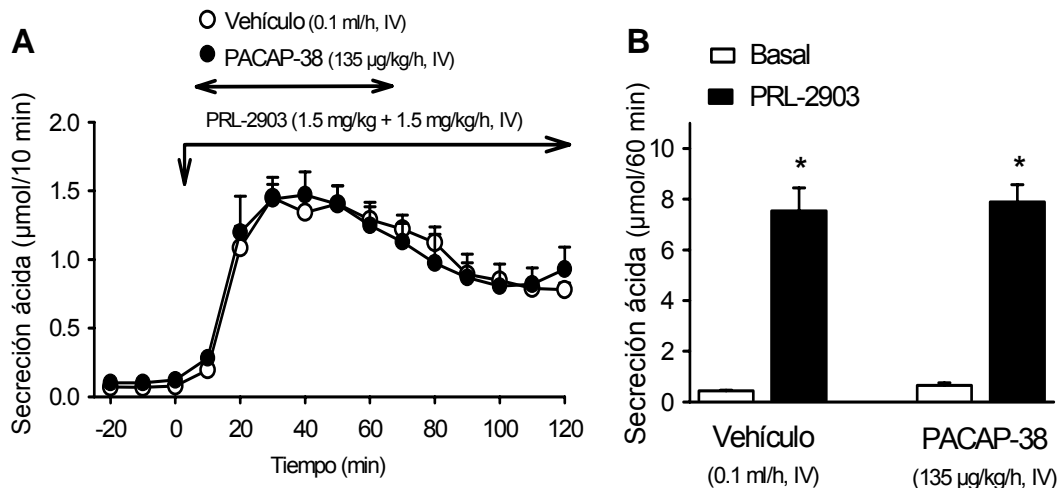 A
Vehículo (0.1 ml/h, IV)
PACAP-38 (135 µg/kg/h, IV)
PRL-2903 (1.5 mg/kg + 1.5 mg/kg/h, IV)
Secreción ácida (µmol/10 min)
2.0
1.5
1.0
0.5
0.0
-20 0 20 40 60 80 100 120
Tiempo (min)
B
Basal
PRL-2903
Secreción ácida (µmol/60 min)
10
8
6
4
2
0
* *
Vehículo PACAP-38
(0.1 ml/h, IV) (135 µg/kg/h, IV)